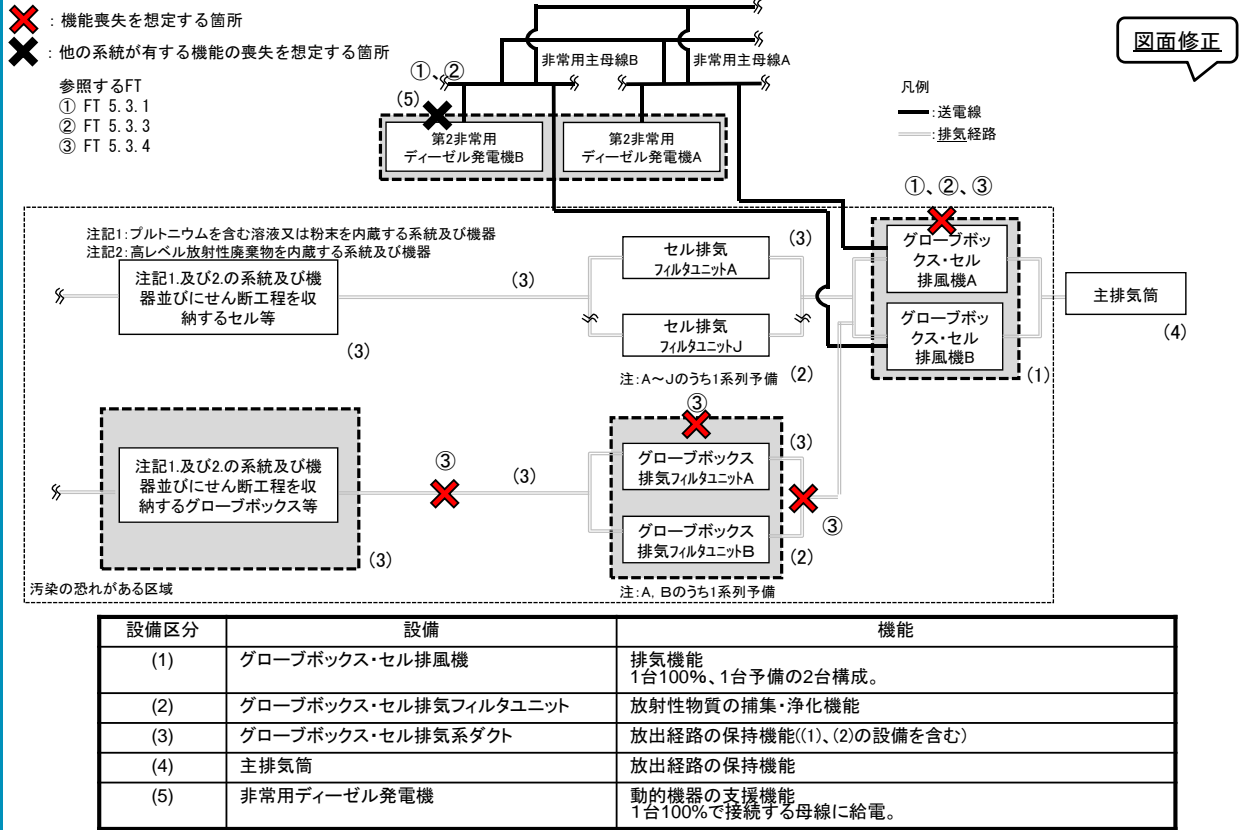 ：機能喪失を想定する箇所
：他の系統が有する機能の喪失を想定する箇所
参照するFT
① FT 5.3.1
② FT 5.3.3
③ FT 5.3.4
図面修正
凡例
：送電線
：排気経路
非常用主母線B
非常用主母線A
①、②
(5)
第2非常用
ディーゼル発電機B
第2非常用
ディーゼル発電機A
①、②、③
注記1：プルトニウムを含む溶液又は粉末を内蔵する系統及び機器
注記2：高レベル放射性廃棄物を内蔵する系統及び機器
注記1.及び2.の系統及び機
器並びにせん断工程を収
納するセル等
(3)
(3)
セル排気
フィルタユニットA
(3)
セル排気
フィルタユニットJ
注：A～Jのうち1系列予備
(2)
グローブボッ
クス・セル
排風機A
グローブボッ
クス・セル
排風機B
(1)
主排気筒
(4)
注記1.及び2.の系統及び機
器並びにせん断工程を収
納するグローブボックス等
(3)
③
(3)
③
グローブボックス
排気フィルタユニットA
(3)
③
グローブボックス
排気フィルタユニットB
(2)
注：A, Bのうち1系列予備
汚染の恐れがある区域
設備区分 設備 機能
(1) グローブボックス・セル排風機 排気機能
1台100%、1台予備の2台構成。
(2) グローブボックス・セル排気フィルタユニット 放射性物質の捕集・浄化機能
(3) グローブボックス・セル排気系ダクト 放出経路の保持機能((1)、(2)の設備を含む)
(4) 主排気筒 放出経路の保持機能
(5) 非常用ディーゼル発電機 動的機器の支援機能
1台100%で接続する母線に給電。